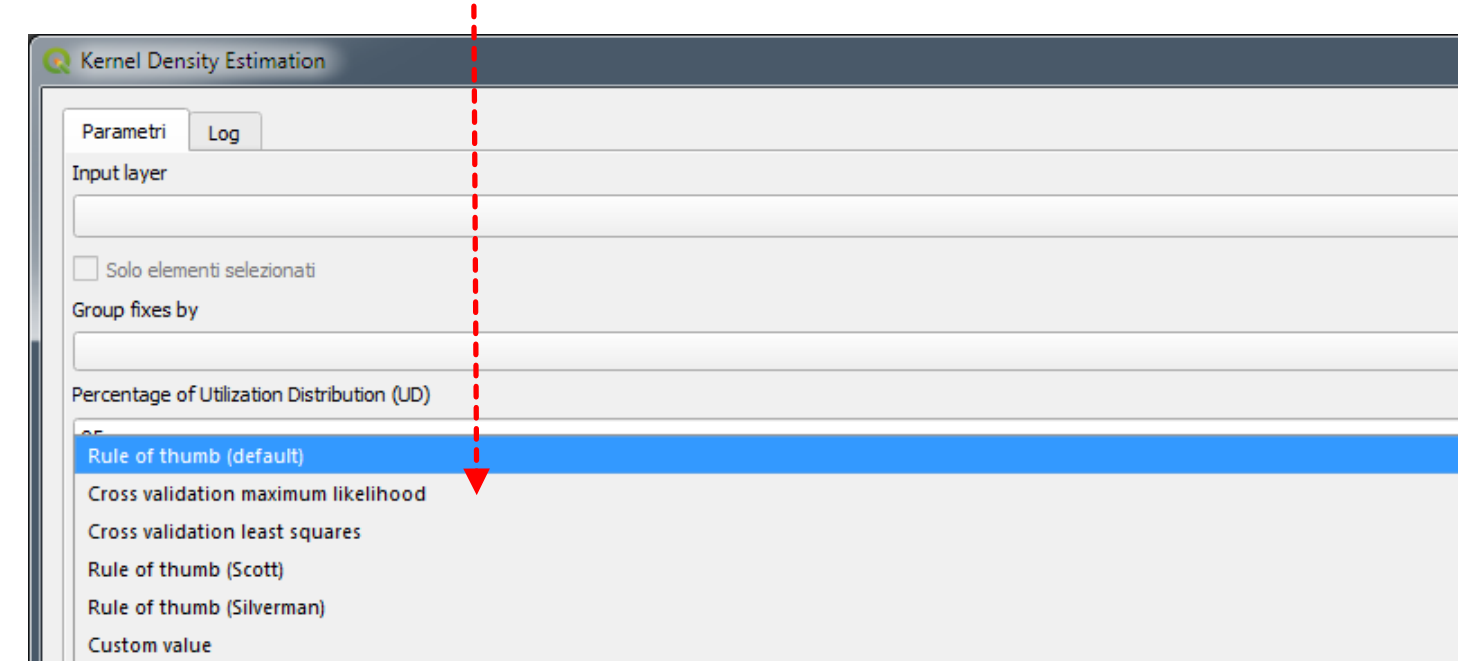 Kernel Density Estimation
Parametri Log
Input layer
Solo elementi selezionati
Group fixes by
Percentage of Utilization Distribution (UD)
Rule of thumb (default)
Cross validation maximum likelihood
Cross validation least squares
Rule of thumb (Scott)
Rule of thumb (Silverman)
Custom value